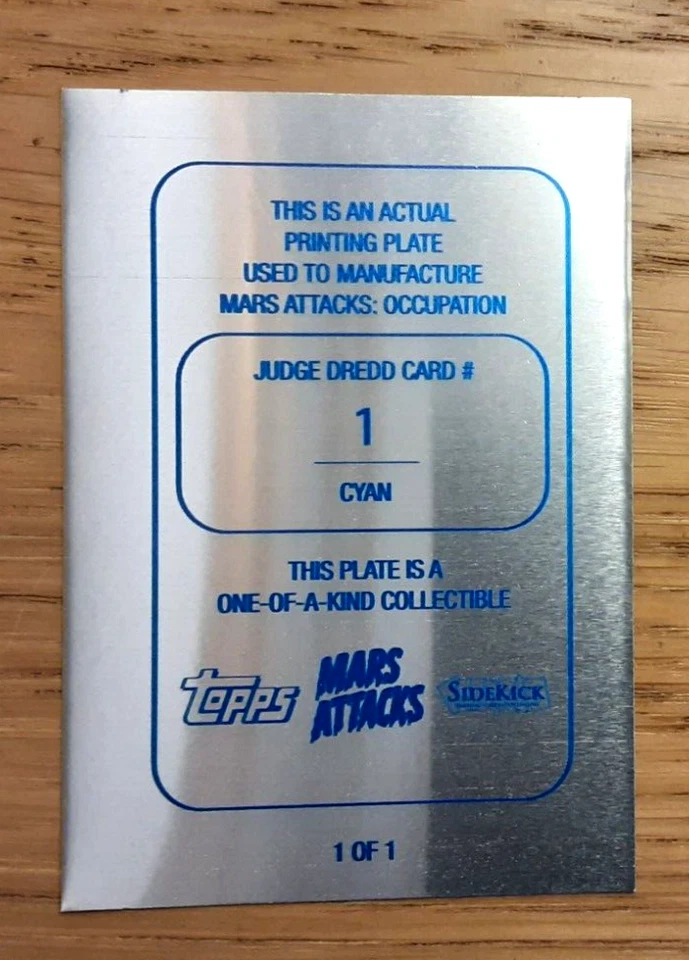 THIS IS AN ACTUAL
PRINTING PLATE
USED TO MANUFACTURE
MARS ATTACKS: OCCUPATION
JUDGE DREDD CARD #
1
CYAN
THIS PLATE IS A
ONE-OF-A-KIND COLLECTIBLE
TOPPS
MARS
ATTACKS
SIDEKICK
1 OF 1